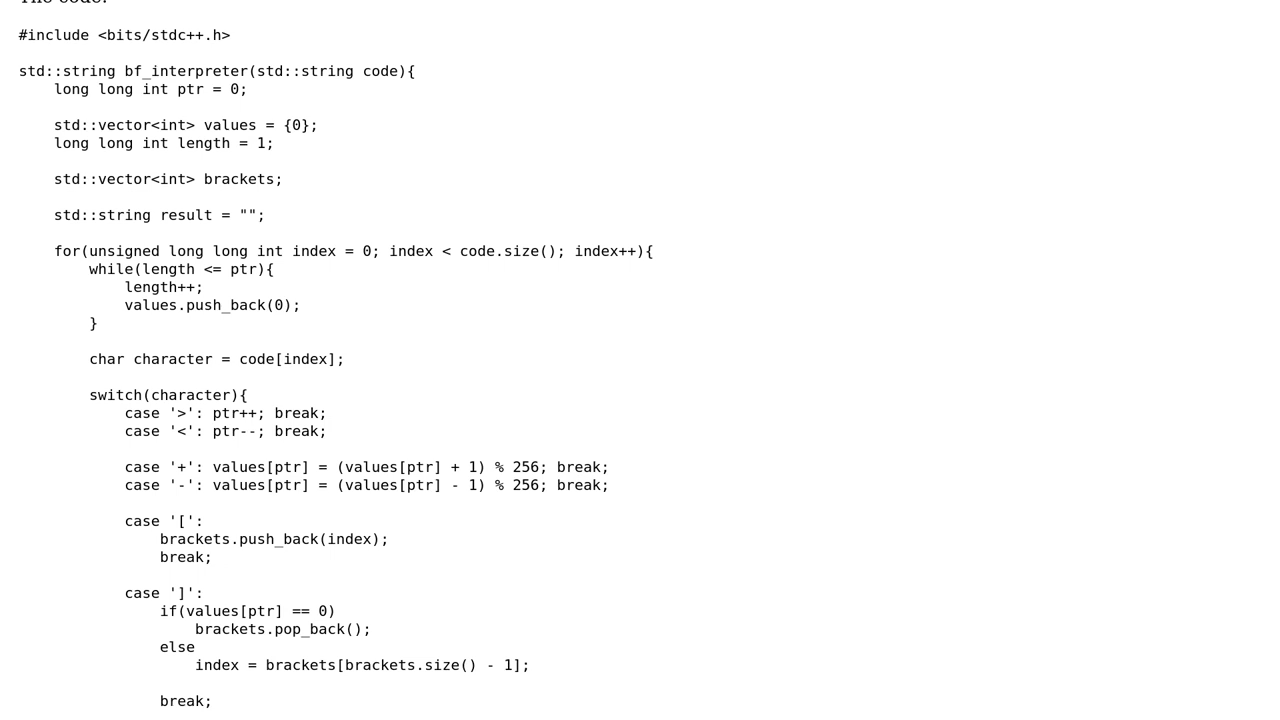 The code:
#include <bits/stdc++.h>
std::string bf_interpreter(std::string code){
    long long int ptr = 0;
    std::vector<int> values = {0};
    long long int length = 1;
    std::vector<int> brackets;
    std::string result = "";
    for(unsigned long long int index = 0; index < code.size(); index++){
        while(length <= ptr){
            length++;
            values.push_back(0);
        }
        char character = code[index];
        switch(character){
            case '>': ptr++; break;
            case '<': ptr--; break;
            case '+': values[ptr] = (values[ptr] + 1) % 256; break;
            case '-': values[ptr] = (values[ptr] - 1) % 256; break;
            case '[':
                brackets.push_back(index);
                break;
            case ']':
                if(values[ptr] == 0)
                    brackets.pop_back();
                else
                    index = brackets[brackets.size() - 1];
                break;